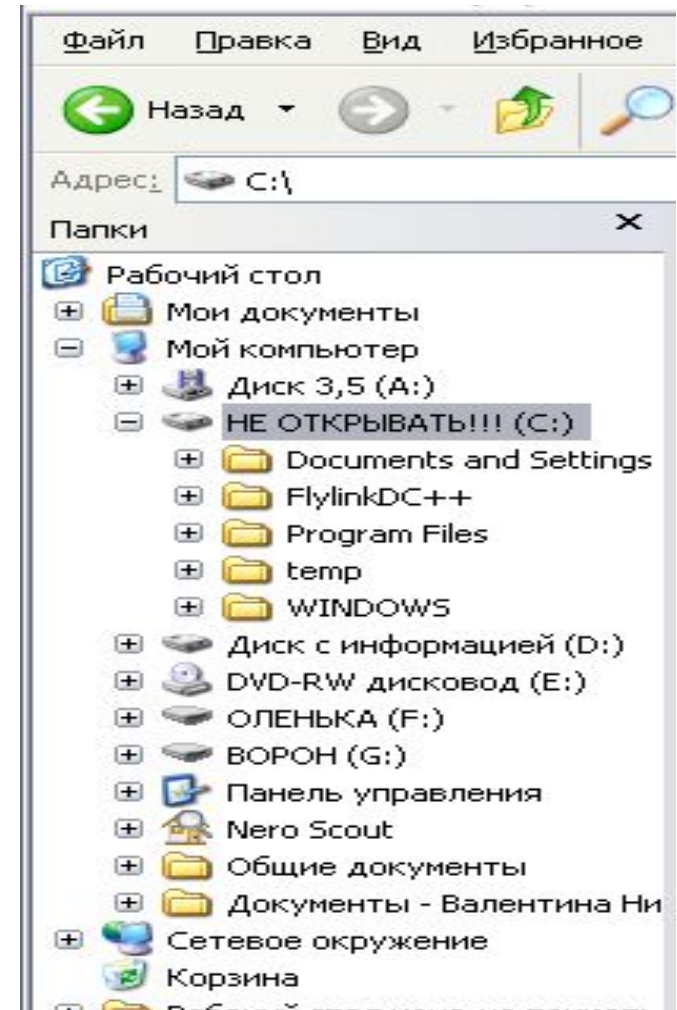 Файл Правка Вид Избранное
Назад
Адрес: C:\
Папки
Рабочий стол
Мои документы
Мой компьютер
Диск 3,5 (A:)
НЕ ОТКРЫВАТЬ!!! (C:)
Documents and Settings
FlylinkDC++
Program Files
temp
WINDOWS
Диск с информацией (D:)
DVD-RW дисковод (E:)
ОЛЕНЬКА (F:)
ВОРОН (G:)
Панель управления
Nero Scout
Общие документы
Документы - Валентина Ни
Сетевое окружение
Корзина
Рабочий стол